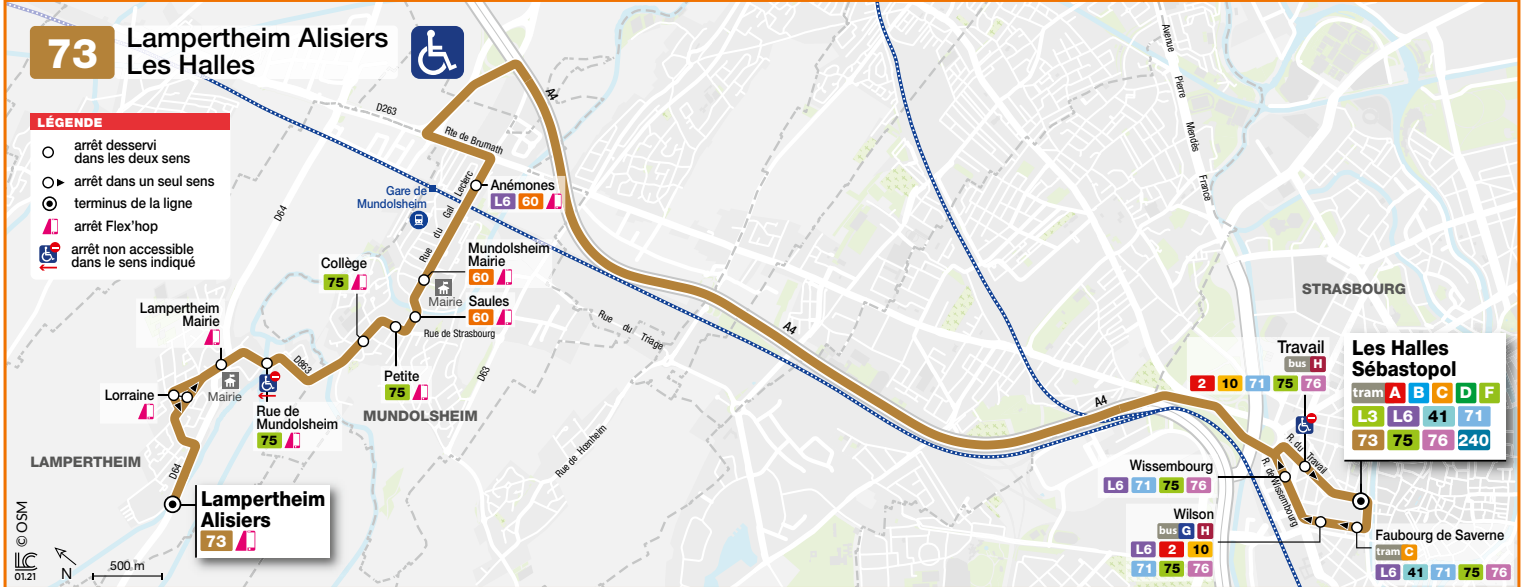 73
Lampertheim Alisiers
Les Halles
LÉGENDE
arrêt desservi
dans les deux sens
arrêt dans un seul sens
terminus de la ligne
arrêt Flex'hop
arrêt non accessible
dans le sens indiqué
D263
Rte de Brumath
A4
D64
Gare de
Mundolsheim
Rue du Gal Leclerc
Anémones
L6 60
Mundolsheim
Mairie
60
Mairie
Collège
75
Saules
60
Rue de Strasbourg
Lampertheim
Mairie
Mairie
D863
Petite
75
D63
MUNDOLSHEIM
Lorraine
Rue de
Mundolsheim
75
LAMPERTHEIM
D64
Lampertheim
Alisiers
73
Rue du Triage
Rue de Hœnheim
A4
A4
Avenue Pierre Mendès France
STRASBOURG
Travail
bus H
2 10 71 75 76
Les Halles
Sébastopol
tram A B C D F
L3 L6 41 71
73 75 76 240
R. du Travail
R. de Wissembourg
Wissembourg
L6 71 75 76
Wilson
bus G H
L6 2 10
71 75 76
Faubourg de Saverne
tram C
L6 41 71 75 76
© OSM
LC
01.21
N
500 m